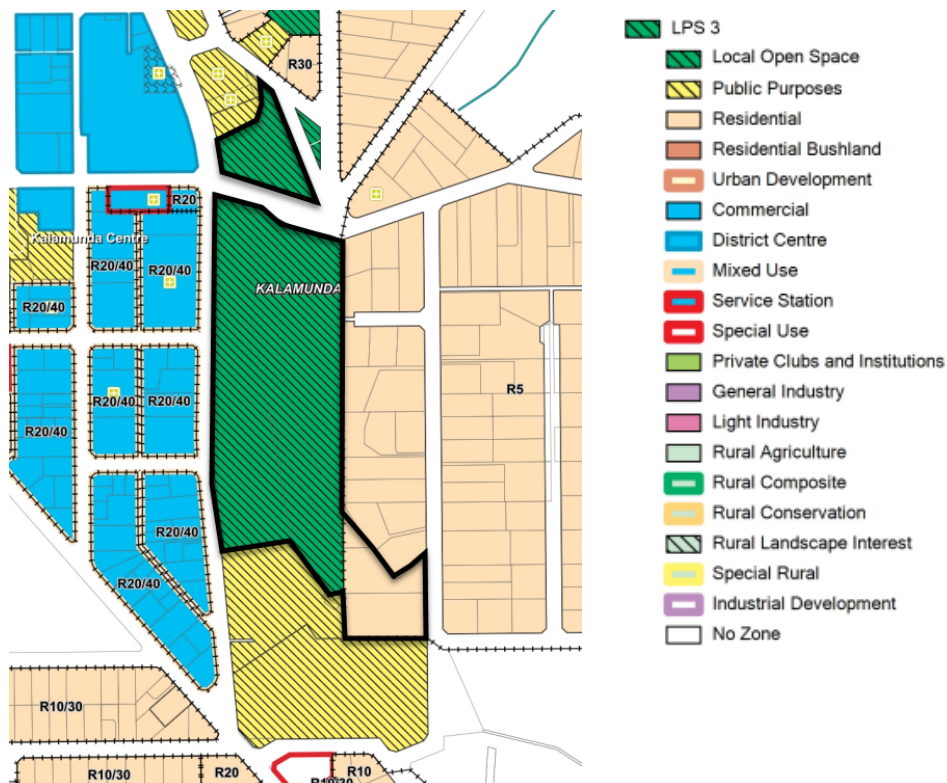 LPS 3
Local Open Space
Public Purposes
Residential
Residential Bushland
Urban Development
Commercial
District Centre
Mixed Use
Service Station
Special Use
Private Clubs and Institutions
General Industry
Light Industry
Rural Agriculture
Rural Composite
Rural Conservation
Rural Landscape Interest
Special Rural
Industrial Development
No Zone
R30
R20
Kalamunda Centre
R20/40
R20/40
R20/40
KALAMUNDA
R5
R20/40
R20/40
R20/40
R20/40
R20/40
R10/30
R10/30
R20
R10/30
R10